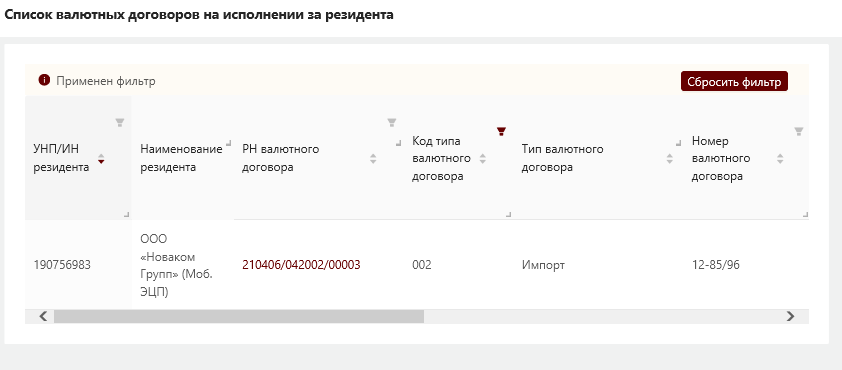 Список валютных договоров на исполнении за резидента
Применен фильтр
Сбросить фильтр
УНП/ИН
резидента
Наименование
резидента
РН валютного
договора
Код типа
валютного
договора
Тип валютного
договора
Номер
валютного
договора
190756983
ООО
«Новаком
Групп» (Моб.
ЭЦП)
210406/042002/00003
002
Импорт
12-85/96